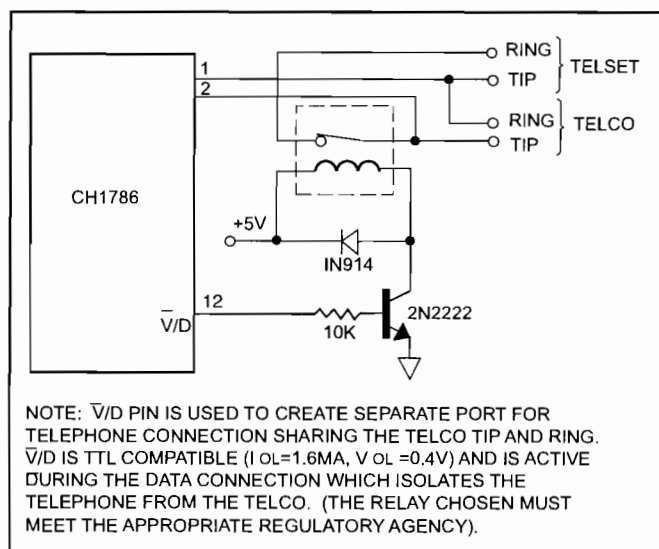 RING
1
TIP
TELSET
2
RING
TELCO
TIP
CH1786
+5V
IN914
12
V̅/D
10K
2N2222
NOTE: V̅/D PIN IS USED TO CREATE SEPARATE PORT FOR
TELEPHONE CONNECTION SHARING THE TELCO TIP AND RING.
V̅/D IS TTL COMPATIBLE (I OL=1.6MA, V OL =0,4V) AND IS ACTIVE
DURING THE DATA CONNECTION WHICH ISOLATES THE
TELEPHONE FROM THE TELCO. (THE RELAY CHOSEN MUST
MEET THE APPROPRIATE REGULATORY AGENCY).